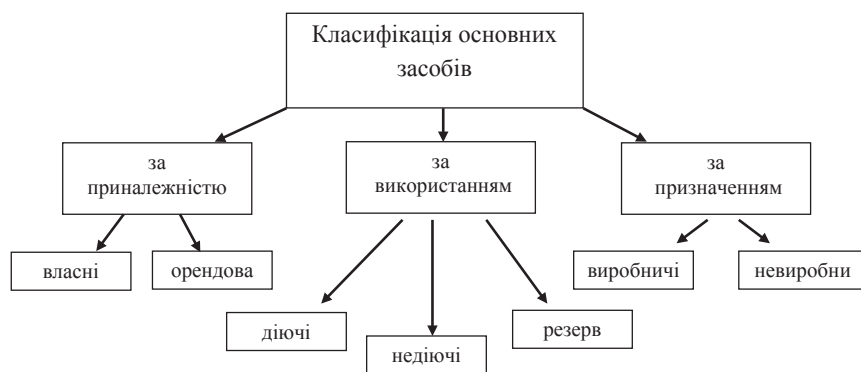 Класифікація основних
засобів
за
приналежністю
за
використанням
за
призначенням
власні
орендова
виробничі
невиробни
діючі
недіючі
резерв